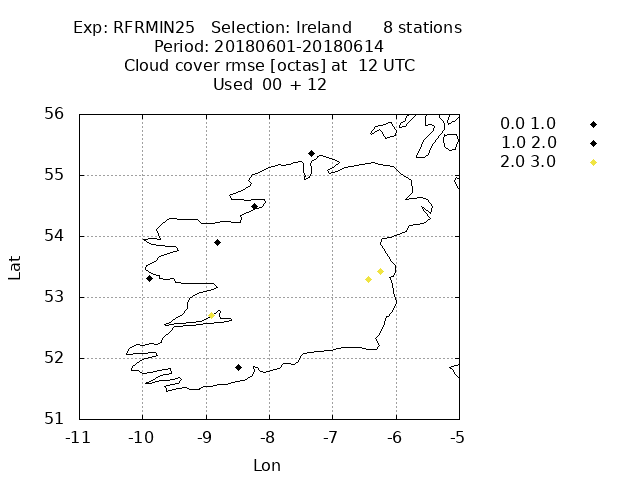 Exp: RFRMIN25 Selection: Ireland 8 stations
Period: 20180601-20180614
Cloud cover rmse [octas] at 12 UTC
Used 00 + 12
56
55
54
53
52
51
Lat
-11 -10 -9 -8 -7 -6 -5
Lon
0.0 1.0
1.0 2.0
2.0 3.0